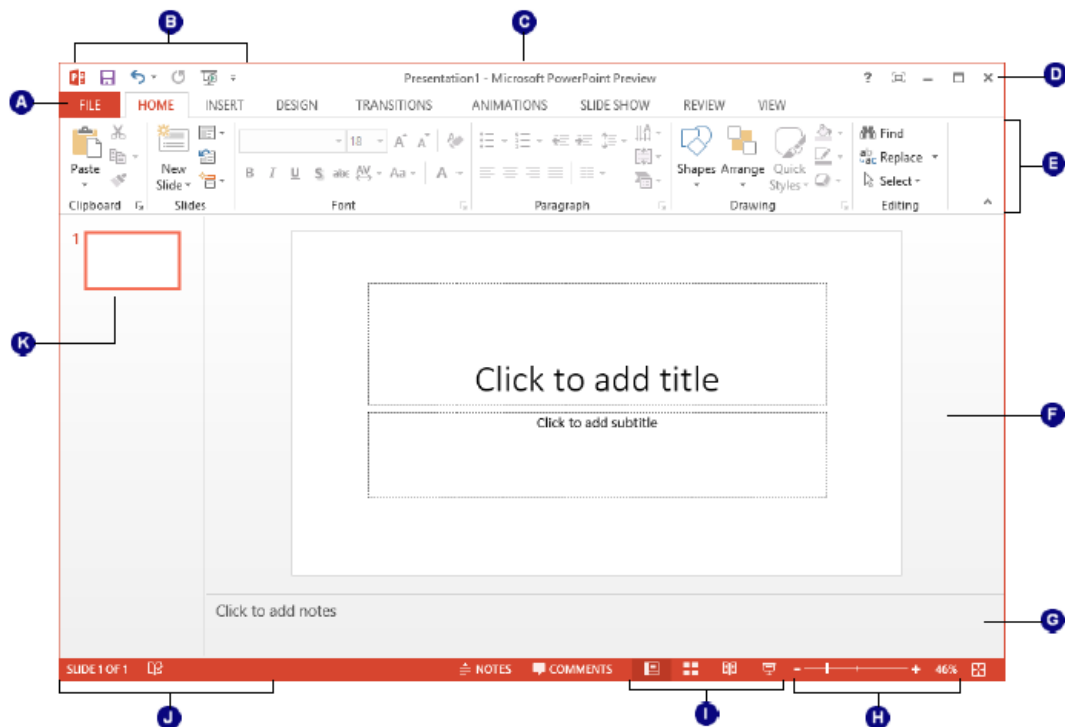 B
C
Presentation1 - Microsoft PowerPoint Preview
?
D
A
FILE HOME INSERT DESIGN TRANSITIONS ANIMATIONS SLIDE SHOW REVIEW VIEW
18 A A
Find
Paste
New
Slide
B I U S abc AV Aa A
Shapes Arrange Quick
Styles
Replace
Select
E
Clipboard Slides Font Paragraph Drawing Editing
1
K
Click to add title
Click to add subtitle
F
Click to add notes
G
SLIDE 1 OF 1 NOTES COMMENTS - + 46%
J
I
H